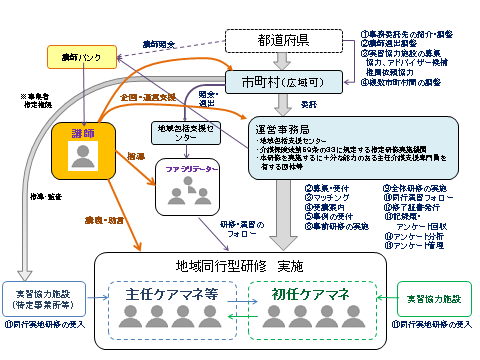 都道府県
①事務委託先の紹介・調整
②講師選出調整
③実習協力施設の募集
協力、アドバイザー候補
推薦依頼協力
④複数市町村間の調整
講師照会
講師バンク
市町村(広域可)
※事業者
指定権限
企画・運営支援
照会・
選出
委託
講師
地域包括支援セ
ンター
運営事務局
・地域包括支援センター
・介護保険法第69条の33に規定する指定研修実施機関
・本研修を実施するに十分な能力のある主任介護支援専門員を
有する団体等
指導
ファシリテーター
指導・監督
講義・助言
研修・演習の
フォロー
②募集・受付
③マッチング
④受講案内
⑤事例の受付
⑧事前研修の実施
⑨全体研修の実施
⑩同行演習フォロー
⑫修了証書発行
⑬記録類・
アンケート回収
⑭アンケート分析
⑮アンケート管理
地域同行型研修 実施
主任ケアマネ等
初任ケアマネ
実習協力施設
(特定事業所等)
実習協力施設
⑪同行実地研修の受入
⑪同行実地研修の受入